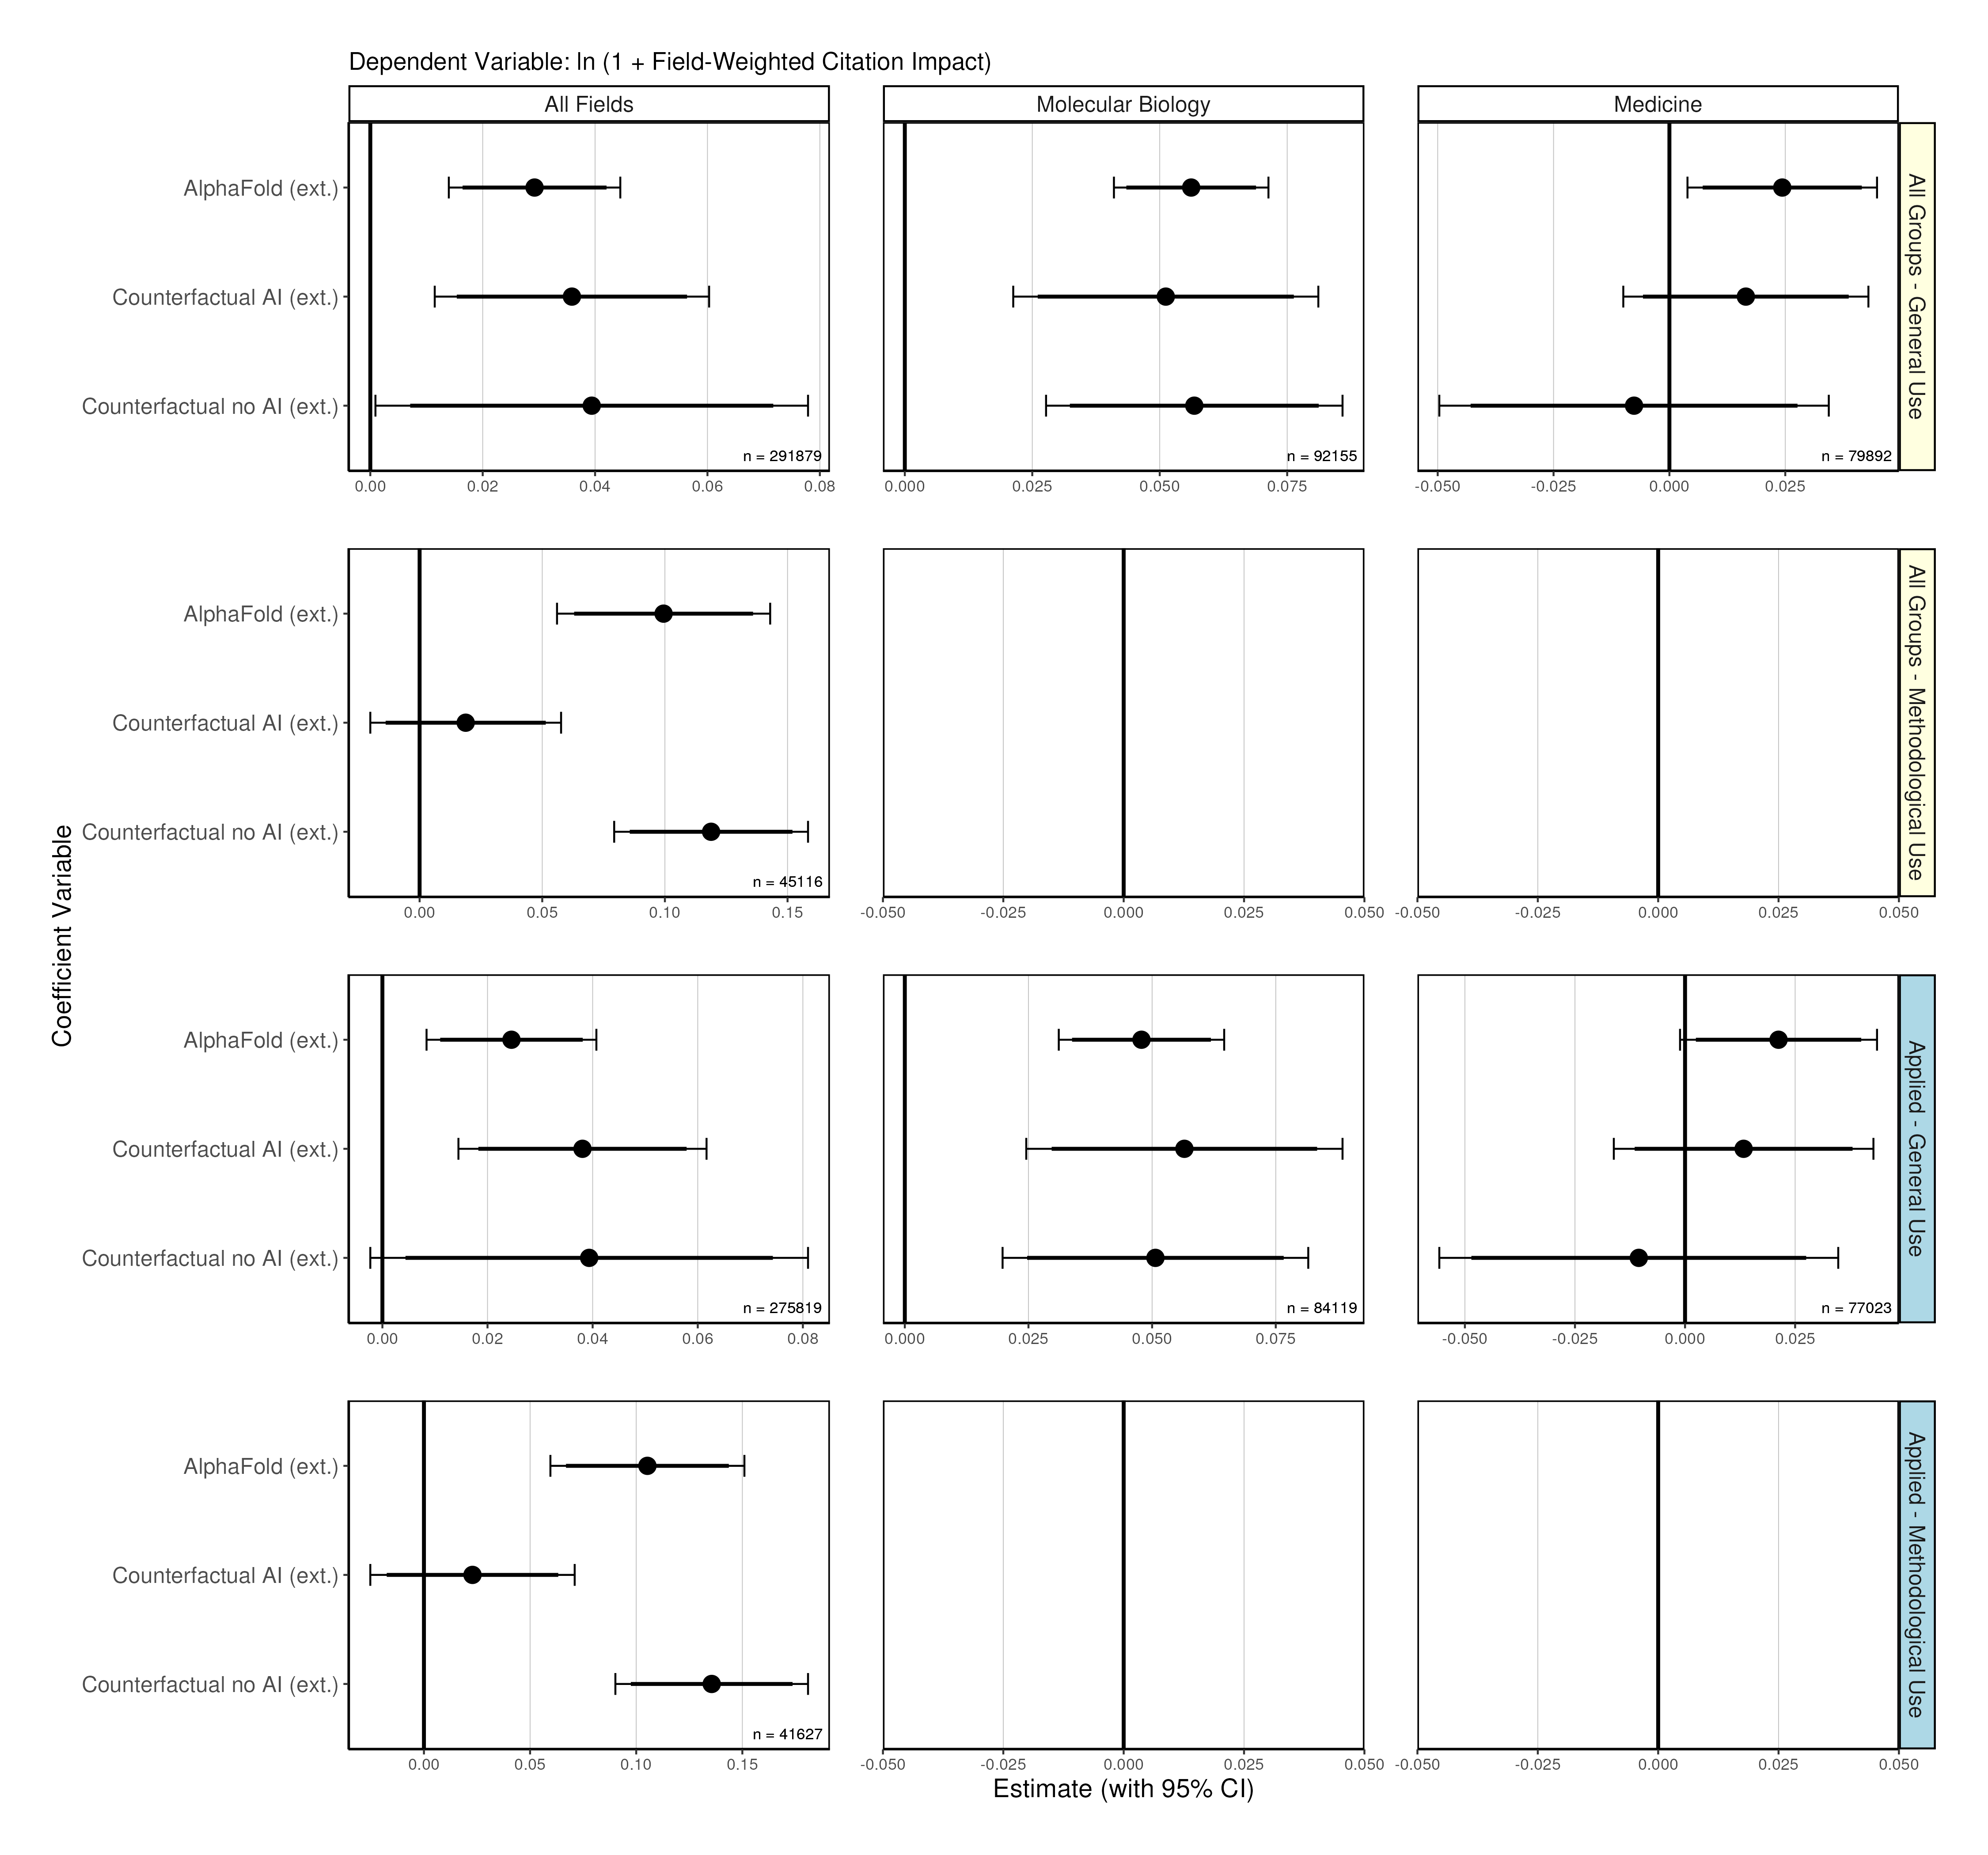 Dependent Variable: ln (1 + Field-Weighted Citation Impact)
All Fields
Molecular Biology
Medicine
AlphaFold (ext.)
Counterfactual AI (ext.)
Counterfactual no AI (ext.)
n = 291879
n = 92155
n = 79892
All Groups - General Use
0.00 0.02 0.04 0.06 0.08
0.000 0.025 0.050 0.075
-0.050 -0.025 0.000 0.025
AlphaFold (ext.)
Counterfactual AI (ext.)
Counterfactual no AI (ext.)
n = 45116
All Groups - Methodological Use
0.00 0.05 0.10 0.15
-0.050 -0.025 0.000 0.025 0.050
-0.050 -0.025 0.000 0.025 0.050
Coefficient Variable
AlphaFold (ext.)
Counterfactual AI (ext.)
Counterfactual no AI (ext.)
n = 275819
n = 84119
n = 77023
Applied - General Use
0.00 0.02 0.04 0.06 0.08
0.000 0.025 0.050 0.075
-0.050 -0.025 0.000 0.025
AlphaFold (ext.)
Counterfactual AI (ext.)
Counterfactual no AI (ext.)
n = 41627
Applied - Methodological Use
0.00 0.05 0.10 0.15
-0.050 -0.025 0.000 0.025 0.050
-0.050 -0.025 0.000 0.025 0.050
Estimate (with 95% CI)